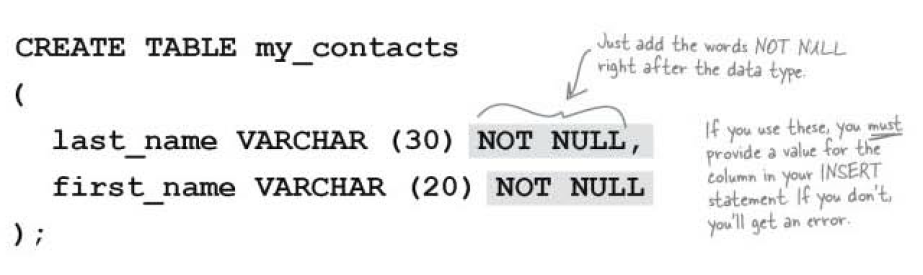 CREATE TABLE my_contacts
(
last_name VARCHAR (30) NOT NULL,
first_name VARCHAR (20) NOT NULL
);
Just add the words NOT NULL
right after the data type.
If you use these, you must
provide a value for the
column in your INSERT
statement. If you don't,
you'll get an error.